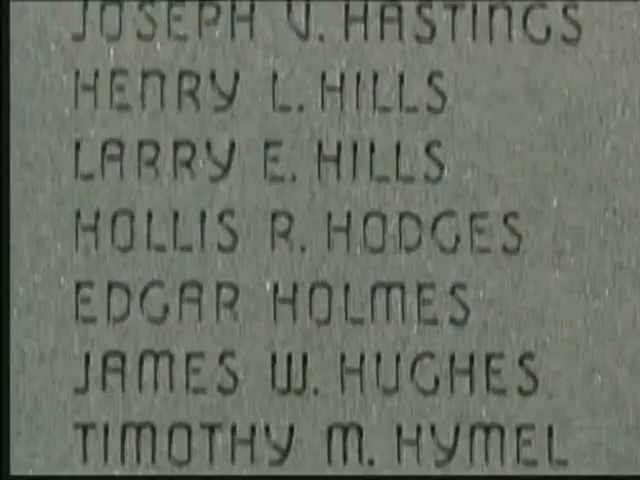 JOSEPH V. HASTINGS
HENRY L. HILLS
LARRY E. HILLS
HOLLIS R. HODGES
EDGAR HOLMES
JAMES W. HUGHES
TIMOTHY M. HYMEL